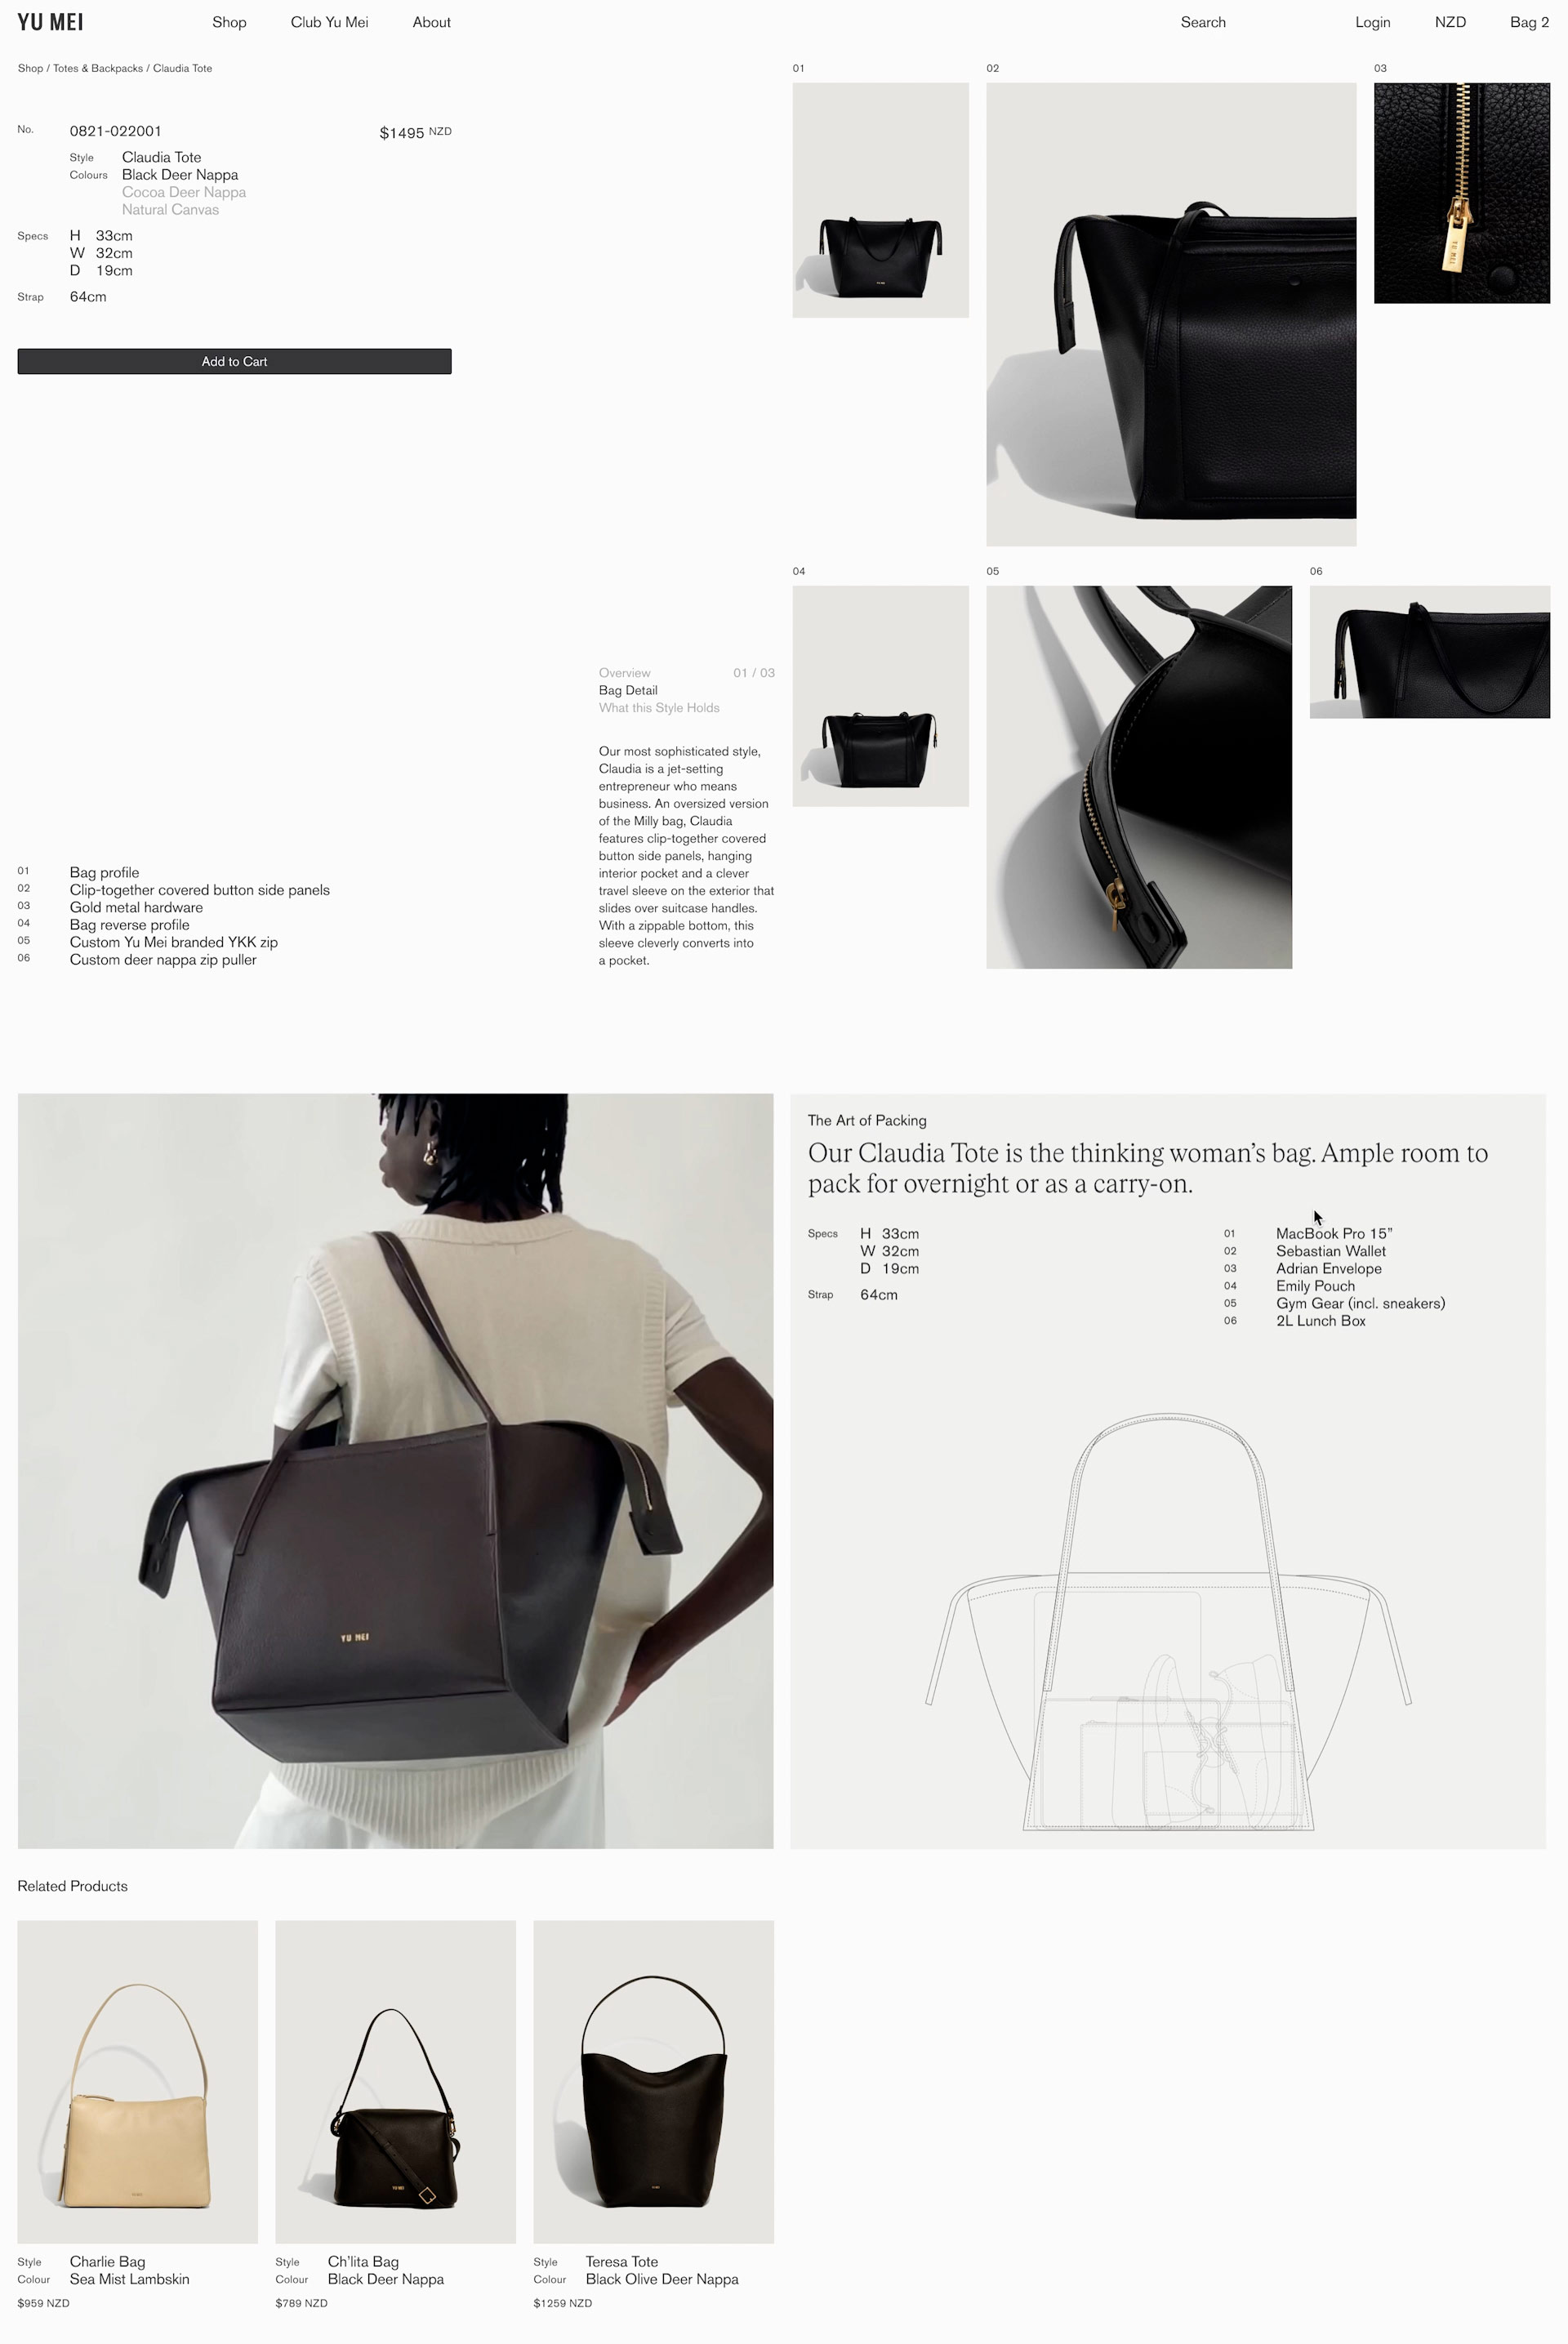 YU MEI
Shop
Club Yu Mei
About
Search
Login
NZD
Bag 2
Shop / Totes & Backpacks / Claudia Tote
No.
0821-022001
$1495 NZD
Style
Claudia Tote
Colours
Black Deer Nappa
Cocoa Deer Nappa
Natural Canvas
Specs
H 33cm
W 32cm
D 19cm
Strap
64cm
Add to Cart
01
YU MEI
02
03
YU MEI
04
05
06
Overview
01 / 03
Bag Detail
What this Style Holds
Our most sophisticated style,
Claudia is a jet-setting
entrepreneur who means
business. An oversized version
of the Milly bag, Claudia
features clip-together covered
button side panels, hanging
interior pocket and a clever
travel sleeve on the exterior that
slides over suitcase handles.
With a zippable bottom, this
sleeve cleverly converts into
a pocket.
01 Bag profile
02 Clip-together covered button side panels
03 Gold metal hardware
04 Bag reverse profile
05 Custom Yu Mei branded YKK zip
06 Custom deer nappa zip puller
YU MEI
The Art of Packing
Our Claudia Tote is the thinking woman’s bag. Ample room to
pack for overnight or as a carry-on.
Specs
H 33cm
W 32cm
D 19cm
Strap
64cm
01 MacBook Pro 15”
02 Sebastian Wallet
03 Adrian Envelope
04 Emily Pouch
05 Gym Gear (incl. sneakers)
06 2L Lunch Box
Related Products
YU MEI
Style Charlie Bag
Colour Sea Mist Lambskin
$959 NZD
YU MEI
Style Ch’lita Bag
Colour Black Deer Nappa
$789 NZD
Style Teresa Tote
Colour Black Olive Deer Nappa
$1259 NZD